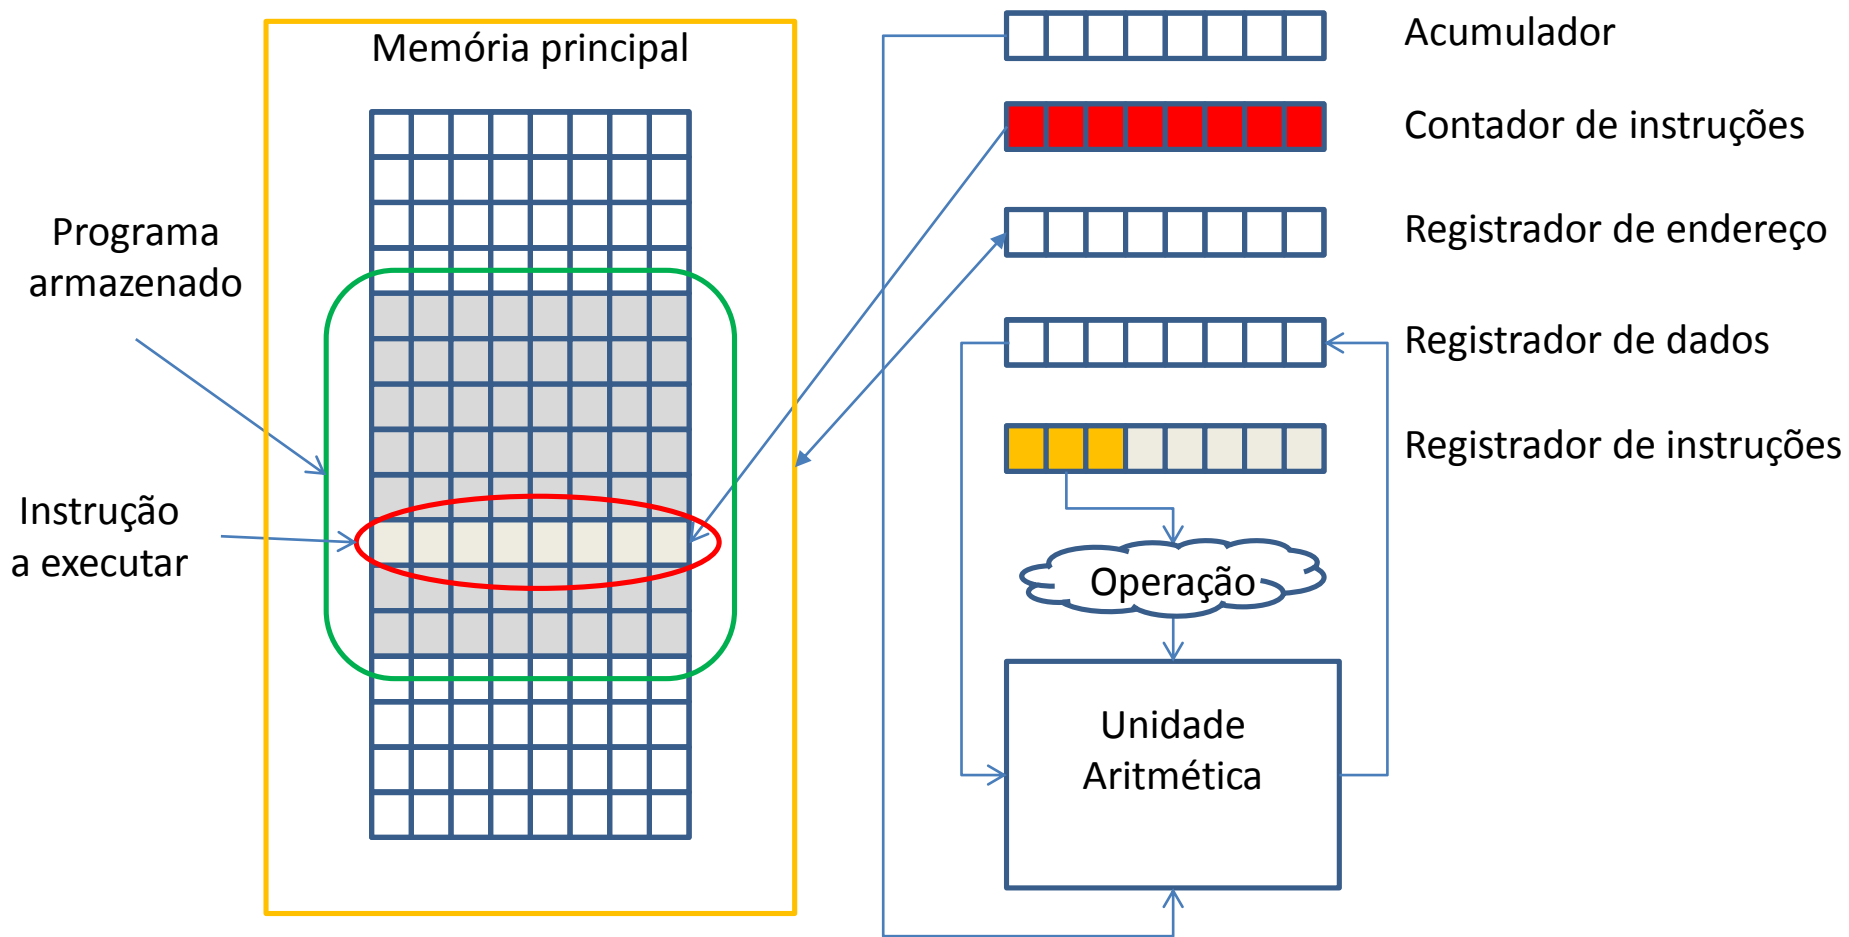 Memória principal
Programa
armazenado
Instrução
a executar
Acumulador
Contador de instruções
Registrador de endereço
Registrador de dados
Registrador de instruções
Operação
Unidade
Aritmética